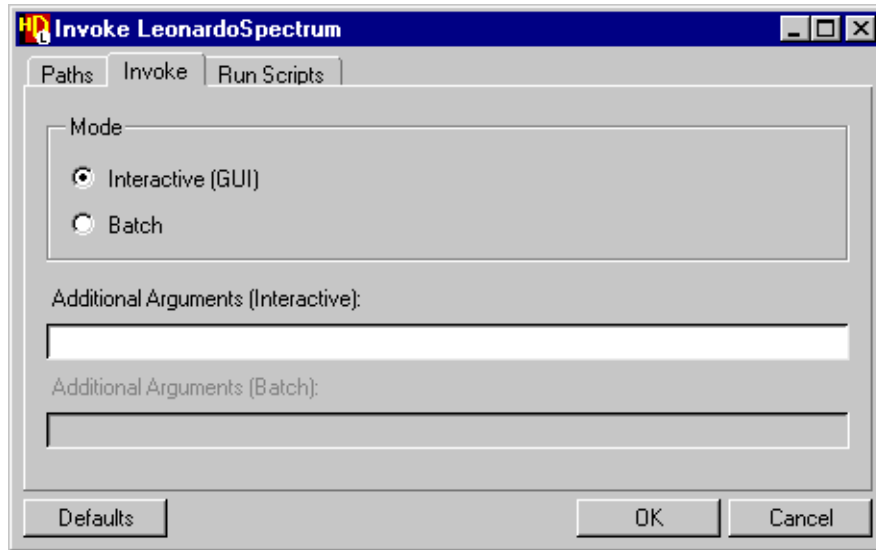 HDL Invoke LeonardoSpectrum
Paths Invoke Run Scripts
Mode
Interactive (GUI)
Batch
Additional Arguments (Interactive):
Additional Arguments (Batch):
Defaults OK Cancel